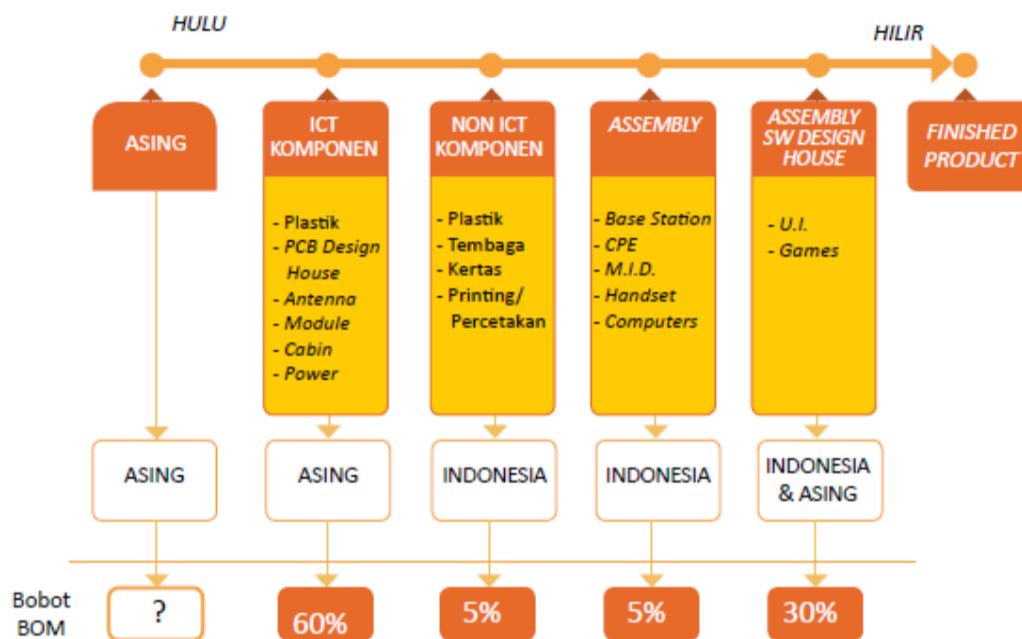 HULU
HILIR
ASING
ICT
KOMPONEN
- Plastik
- PCB Design
House
- Antenna
- Module
- Cabin
- Power
NON ICT
KOMPONEN
- Plastik
- Tembaga
- Kertas
- Printing/
Percetakan
ASSEMBLY
- Base Station
- CPE
- M.I.D.
- Handset
- Computers
ASSEMBLY
SW DESIGN
HOUSE
- U.I.
- Games
FINISHED
PRODUCT
ASING
ASING
INDONESIA
INDONESIA
INDONESIA
& ASING
Bobot
BOM
?
60%
5%
5%
30%